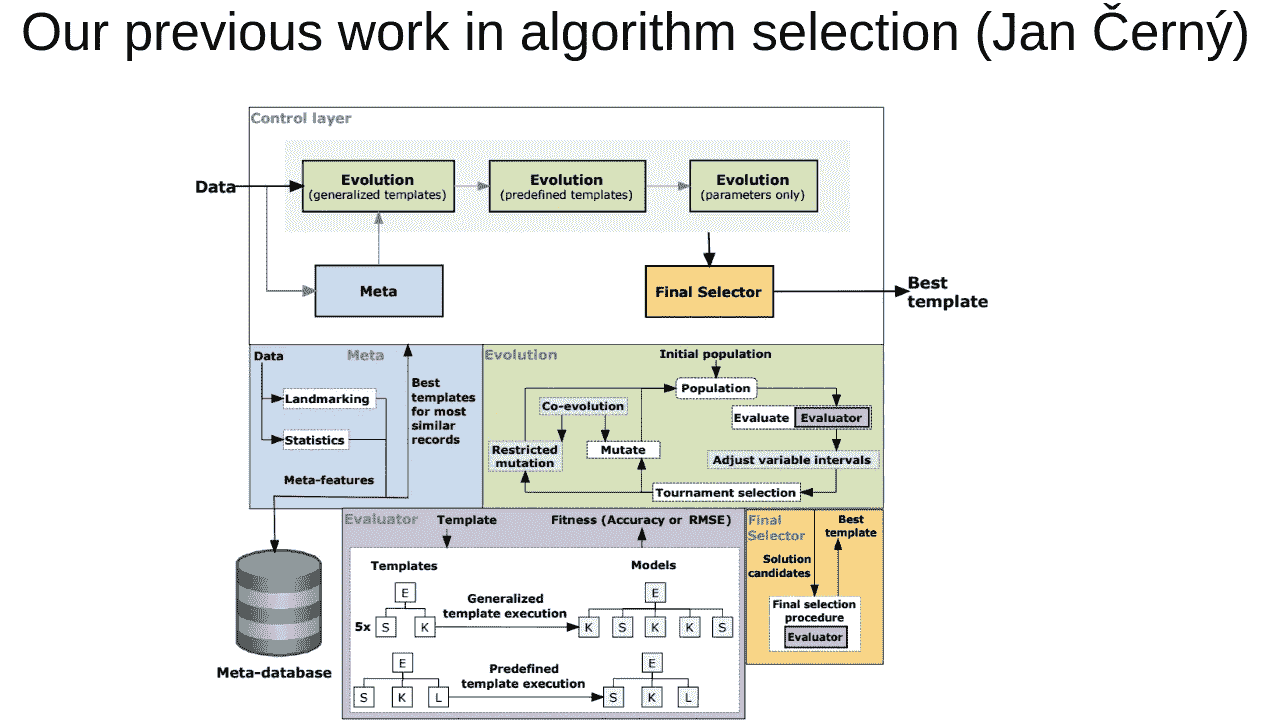 Our previous work in algorithm selection (Jan Černý)
Control layer
Data
Evolution
(generalized templates)
Evolution
(predefined templates)
Evolution
(parameters only)
Meta
Final Selector
Best
template
Data
Meta
Landmarking
Statistics
Meta-features
Best
templates
for most
similar
records
Evolution
Initial population
Population
Co-evolution
Evaluate
Evaluator
Restricted
mutation
Mutate
Adjust variable intervals
Tournament selection
Meta-database
Evaluator
Template
Fitness (Accuracy or RMSE)
Templates
Models
E
5x
S
K
Generalized
template execution
E
K
S
K
K
S
E
S
K
L
Predefined
template execution
E
S
K
L
Final
Selector
Best
template
Solution
candidates
Final selection
procedure
Evaluator